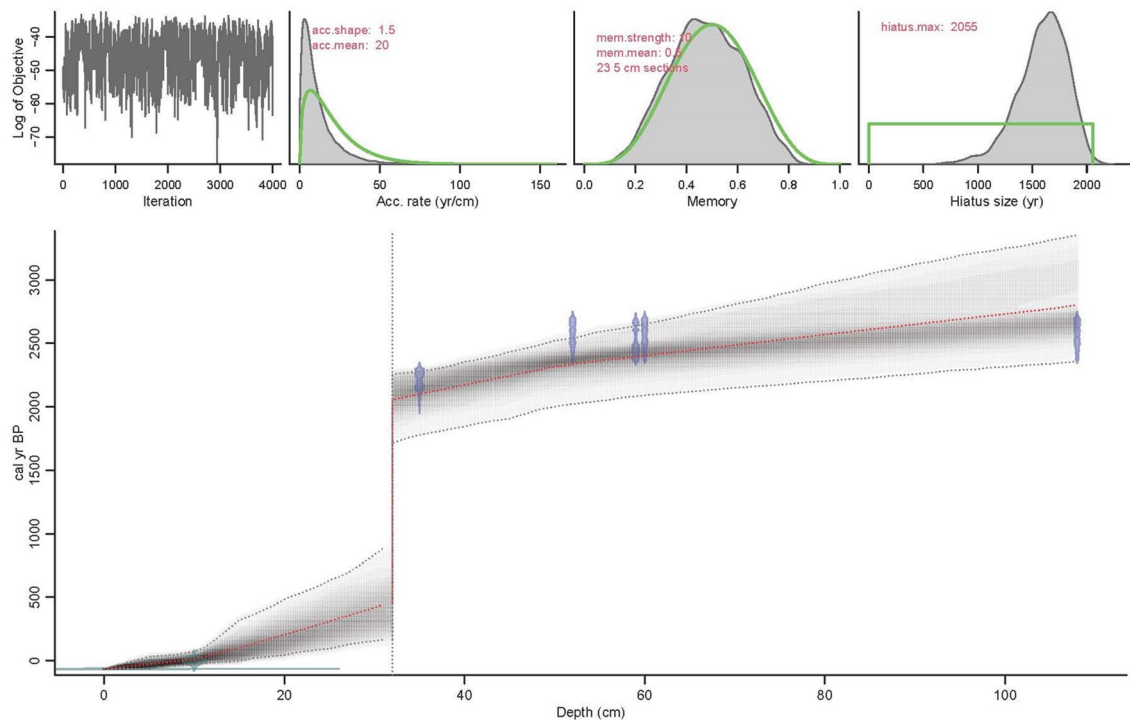 -40
-50
-60
-70
Log of Objective
0 1000 2000 3000 4000
Iteration
acc.shape: 1.5
acc.mean: 20
0 50 100 150
Acc. rate (yr/cm)
mem.strength: 10
mem.mean: 0.5
23 5 cm sections
0.0 0.2 0.4 0.6 0.8 1.0
Memory
hiatus.max: 2055
0 500 1000 1500 2000
Hiatus size (yr)
3000
2500
2000
1500
1000
500
0
cal yr BP
0 20 40 60 80 100
Depth (cm)